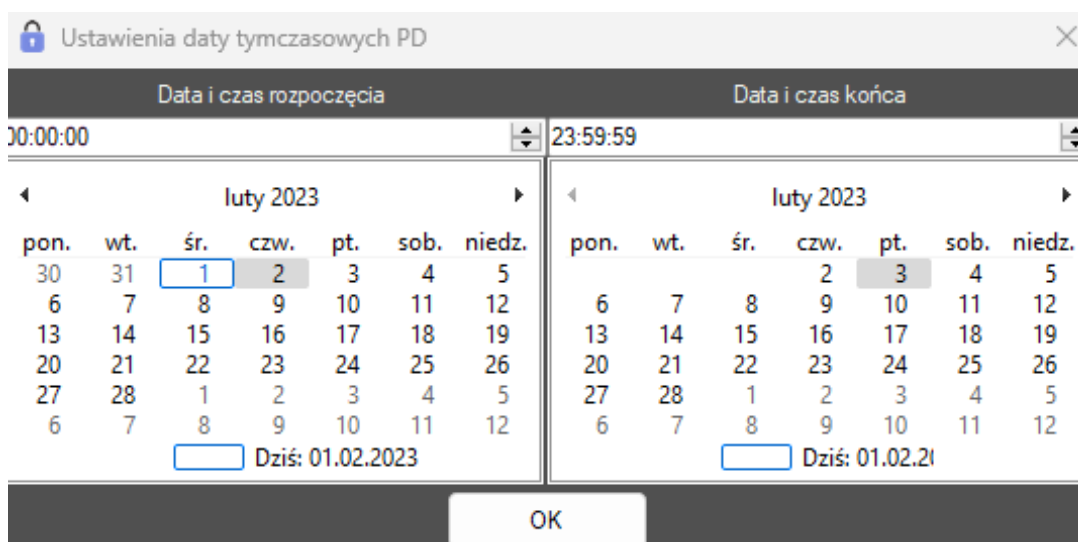 Ustawienia daty tymczasowych PD
Data i czas rozpoczęcia
Data i czas końca
00:00:00
23:59:59
luty 2023
pon. wt. śr. czw. pt. sob. niedz.
30 31 1 2 3 4 5
6 7 8 9 10 11 12
13 14 15 16 17 18 19
20 21 22 23 24 25 26
27 28 1 2 3 4 5
6 7 8 9 10 11 12
Dziś: 01.02.2023
luty 2023
pon. wt. śr. czw. pt. sob. niedz.
2 3 4 5
6 7 8 9 10 11 12
13 14 15 16 17 18 19
20 21 22 23 24 25 26
27 28 1 2 3 4 5
6 7 8 9 10 11 12
Dziś: 01.02.20
OK